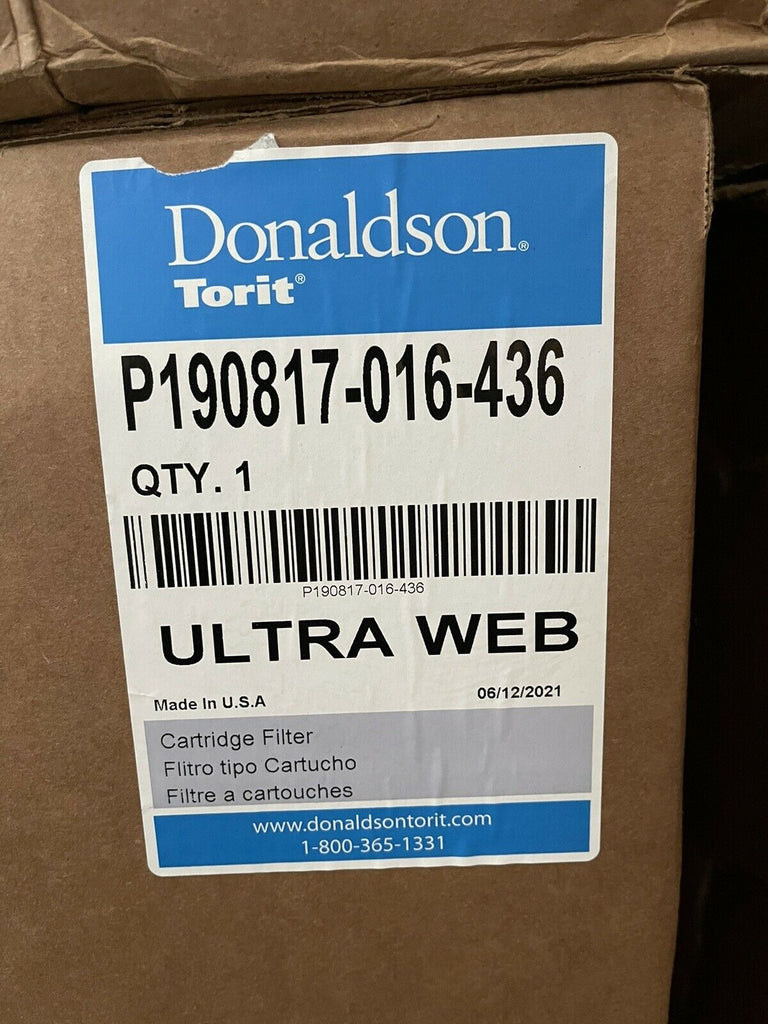 Donaldson®
Torit®
P190817-016-436
QTY. 1
P190817-016-436
ULTRA WEB
Made In U.S.A
06/12/2021
Cartridge Filter
Flitro tipo Cartucho
Filtre a cartouches
www.donaldsontorit.com
1-800-365-1331